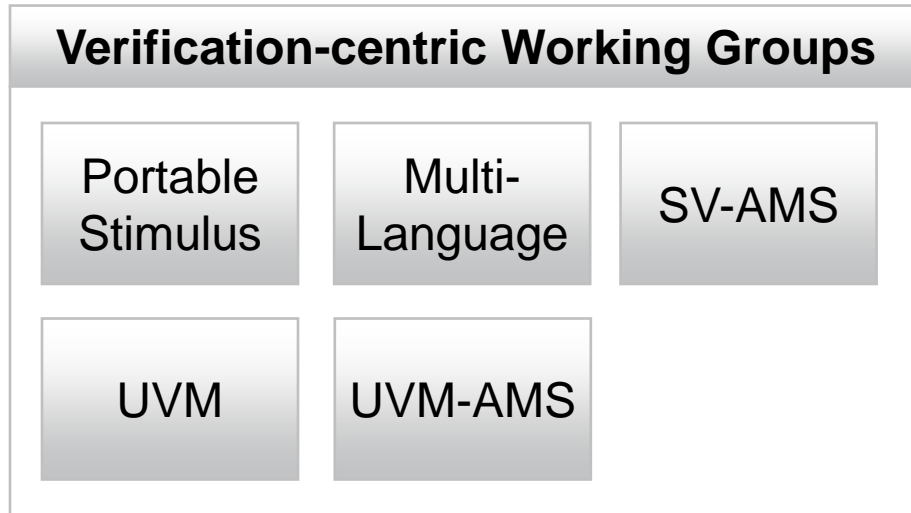 Verification-centric Working Groups
Portable
Stimulus
Multi-
Language
SV-AMS
UVM
UVM-AMS